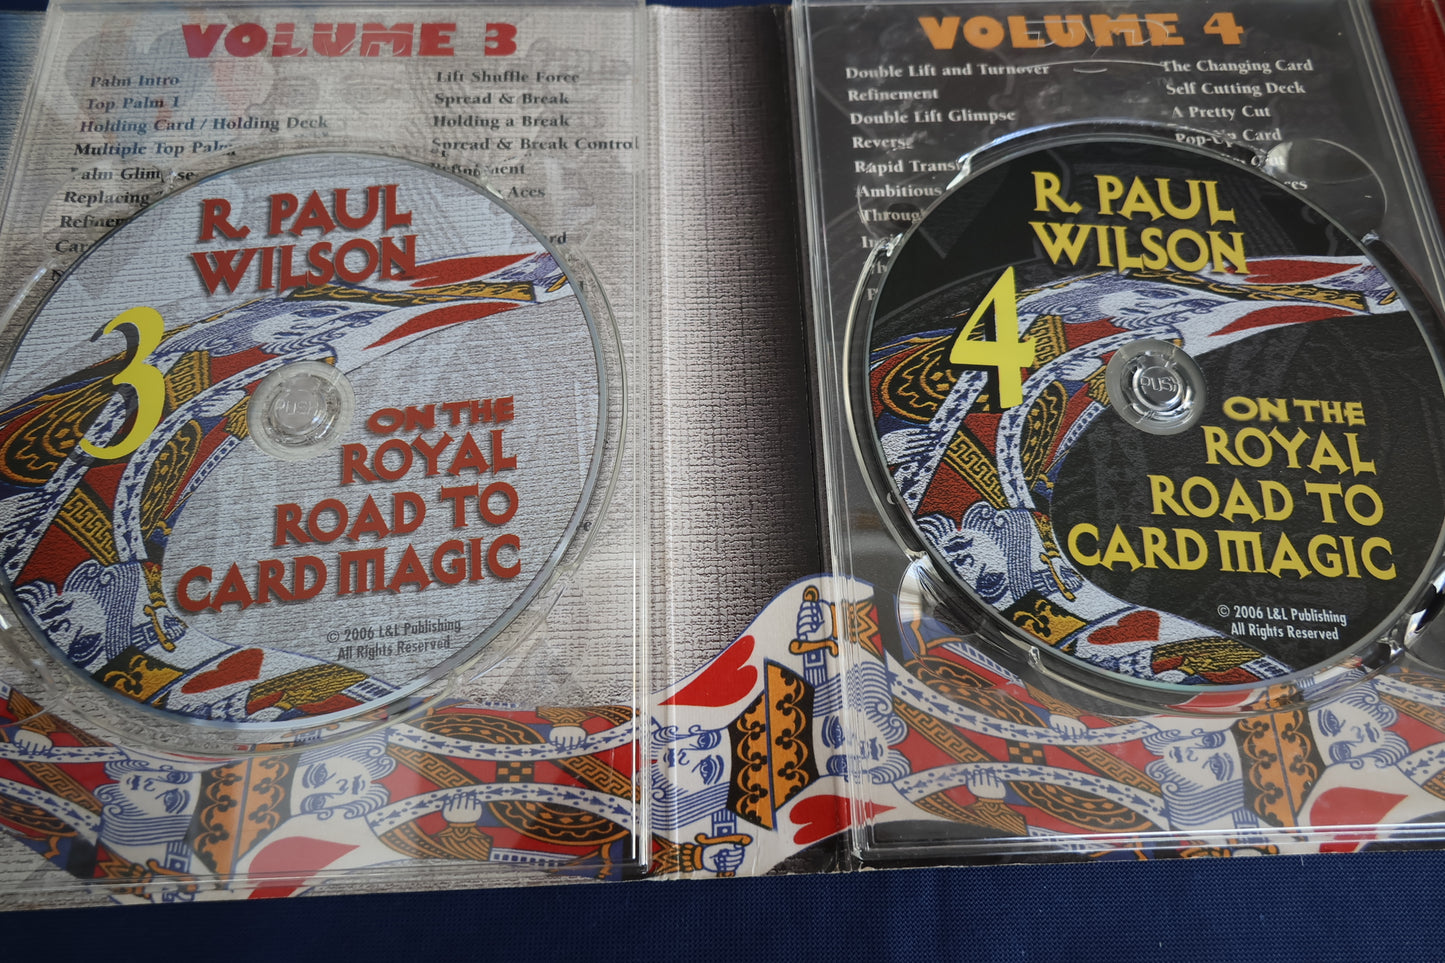 VOLUME 3
Palm Intro
Top Palm 1
Holding Card / Holding Deck
Multiple Top
Replacing
Lift Shuffle Force
Spread & Break
Holding a Break
Spread & Break Control
Refinement
Aces
R. PAUL
WILSON
3
ON THE
ROYAL
ROAD TO
CARD MAGIC
© 2006 L&L Publishing
All Rights Reserved
VOLUME 4
Double Lift and Turnover
Refinement
Double Lift Glimpse
Reverse
Rapid
Ambitious
The Changing Card
Self Cutting Deck
A Pretty Cut
Pop-Up Card
R. PAUL
WILSON
4
ON THE
ROYAL
ROAD TO
CARD MAGIC
© 2006 L&L Publishing
All Rights Reserved